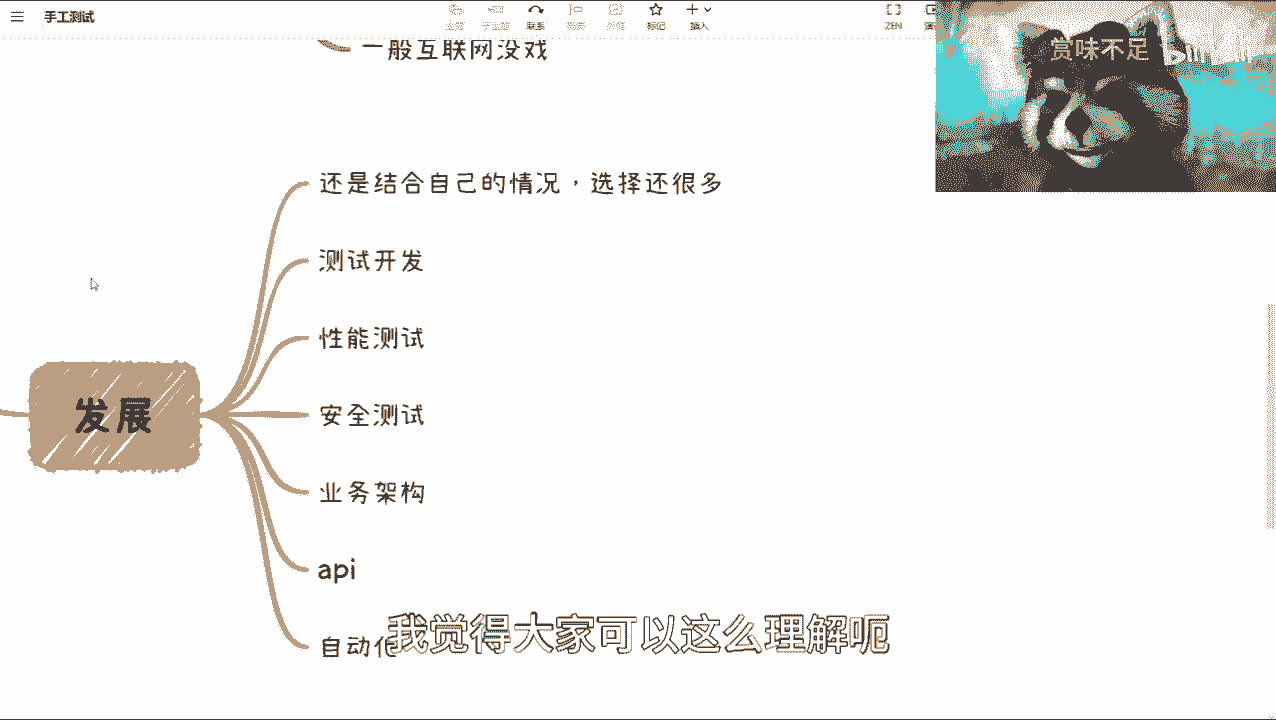 手工测试
主题
子主题
联系
概要
外框
标记
插入
ZEN
赏味不足
一般互联网没戏
还是结合自己的情况，选择还很多
测试开发
性能测试
安全测试
发展
业务架构
api
自动化
我觉得大家可以这么理解呃